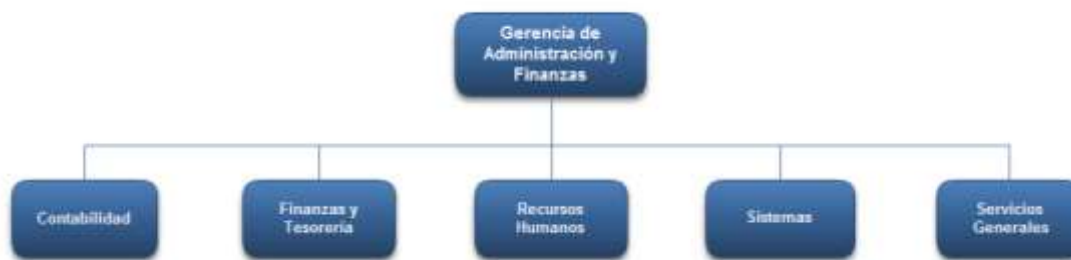 Gerencia de
Administración y
Finanzas
Contabilidad
Finanzas y
Tesorería
Recursos
Humanos
Sistemas
Servicios
Generales